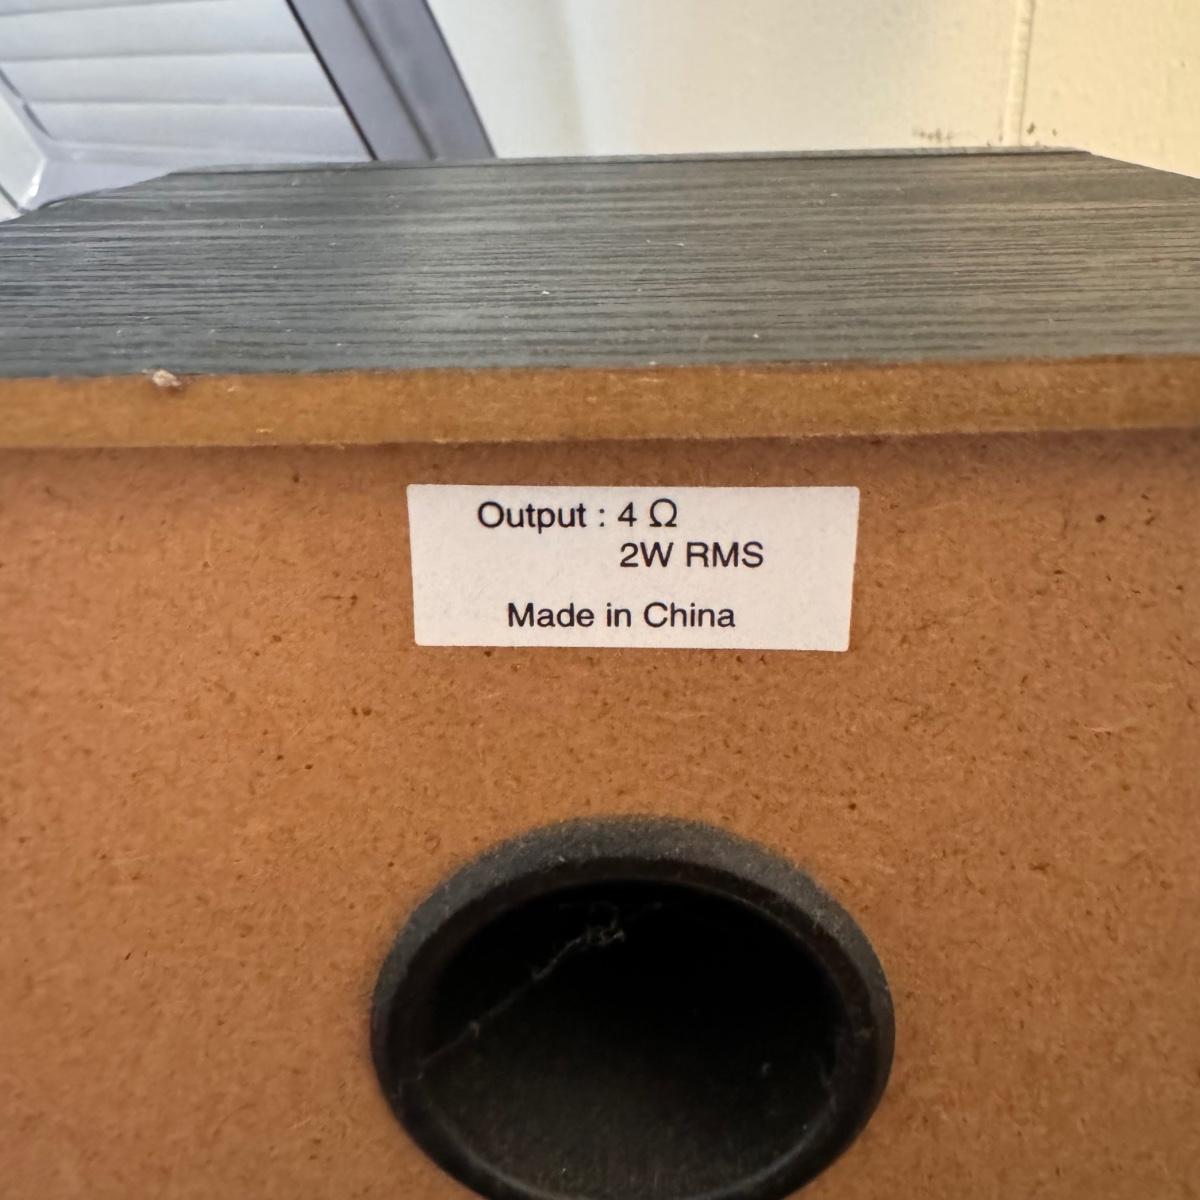 Output : 4 Ω
2W RMS
Made in China